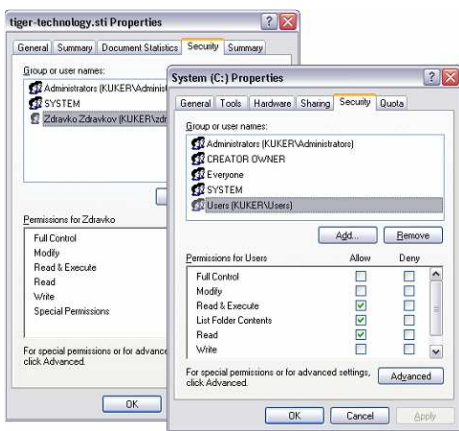 tiger-technology.sti Properties
General Summary Document Statistics Security Summary
Group or user names:
Administrators (KUKER\Adminis
SYSTEM
Zdravko Zdravkov (KUKER\zdr
Permissions for Zdravko
Full Control
Modify
Read & Execute
Read
Write
Special Permissions
For special permissions or for advance
click Advanced.
OK
System (C:) Properties
General Tools Hardware Sharing Security Quota
Group or user names:
Administrators (KUKER\Administrators)
CREATOR OWNER
Everyone
SYSTEM
Users (KUKER\Users)
Add... Remove
Permissions for Users Allow Deny
Full Control
Modify
Read & Execute
List Folder Contents
Read
Write
For special permissions or for advanced settings,
click Advanced.
Advanced
OK Cancel Apply